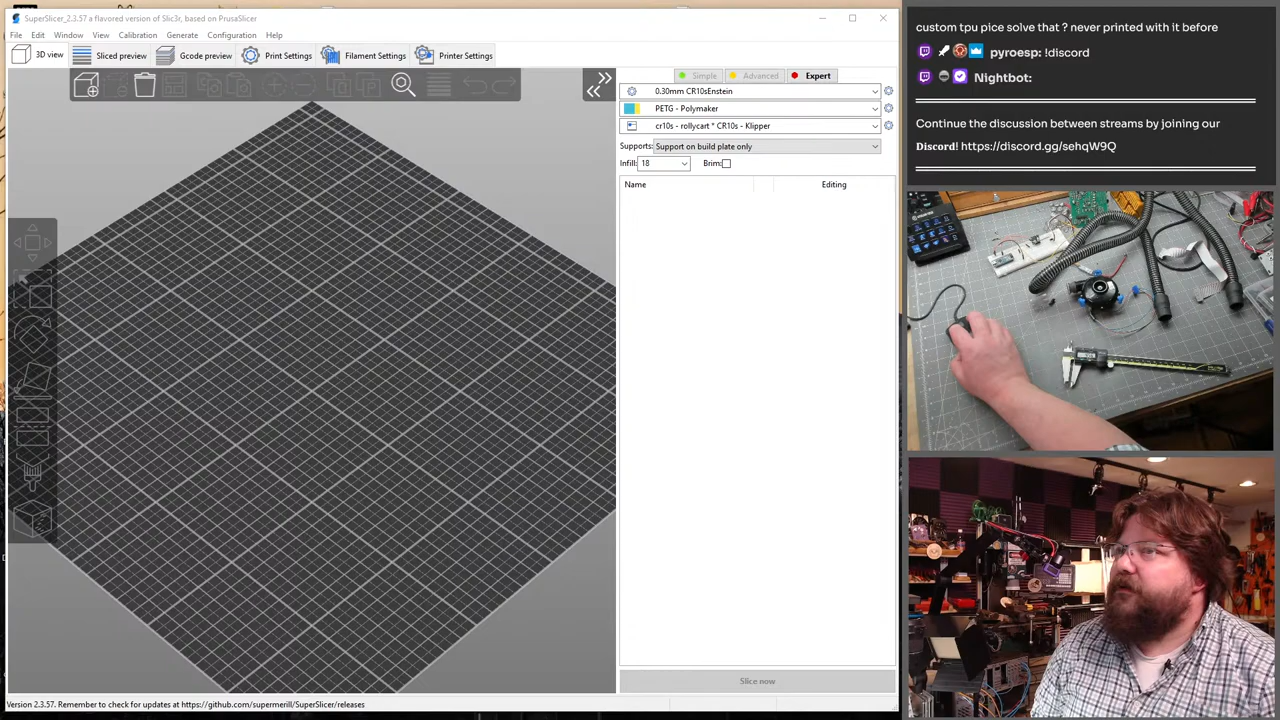 SuperSlicer_2.3.57 a flavored version of Slic3r, based on PrusaSlicer
File Edit Window View Calibration Generate Configuration Help
3D view Sliced preview Gcode preview Print Settings Filament Settings Printer Settings
Simple Advanced Expert
0.30mm CR10sEnstein
PETG - Polymaker
cr10s - rollycart * CR10s - Klipper
Supports: Support on build plate only
Infill: 18 Brim:
Name Editing
Slice now
Version 2.3.57. Remember to check for updates at https://github.com/supermerill/SuperSlicer/releases
custom tpu pice solve that ? never printed with it before
pyroesp: !discord
Nightbot:
Continue the discussion between streams by joining our
Discord! https://discord.gg/sehqW9Q